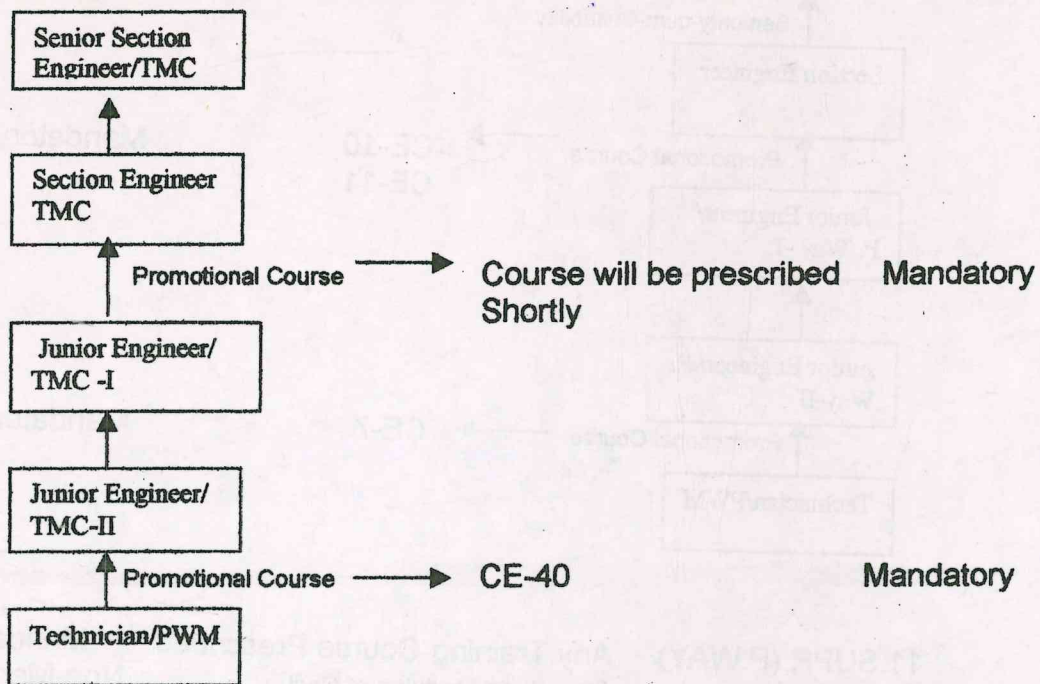 Senior Section
Engineer/TMC
Section Engineer
TMC
Promotional Course Course will be prescribed Mandatory
Shortly
Junior Engineer/
TMC -I
Junior Engineer/
TMC-II
Promotional Course CE-40 Mandatory
Technician/PWM